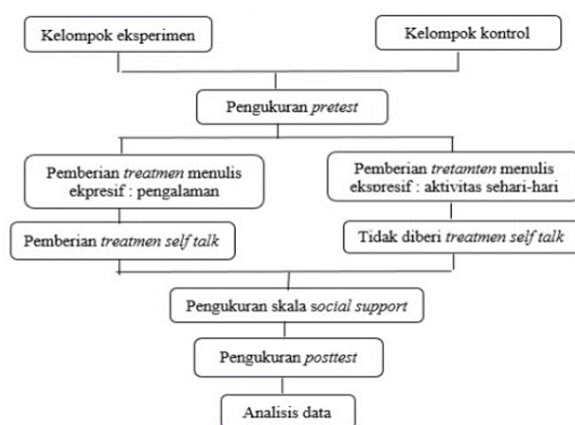 Kelompok eksperimen
Kelompok kontrol
Pengukuran pretest
Pemberian treatmen menulis
ekpresif : pengalaman
Pemberian tretamten menulis
ekspresif : aktivitas sehari-hari
Pemberian treatmen self talk
Tidak diberi treatmen self talk
Pengukuran skala social support
Pengukuran posttest
Analisis data